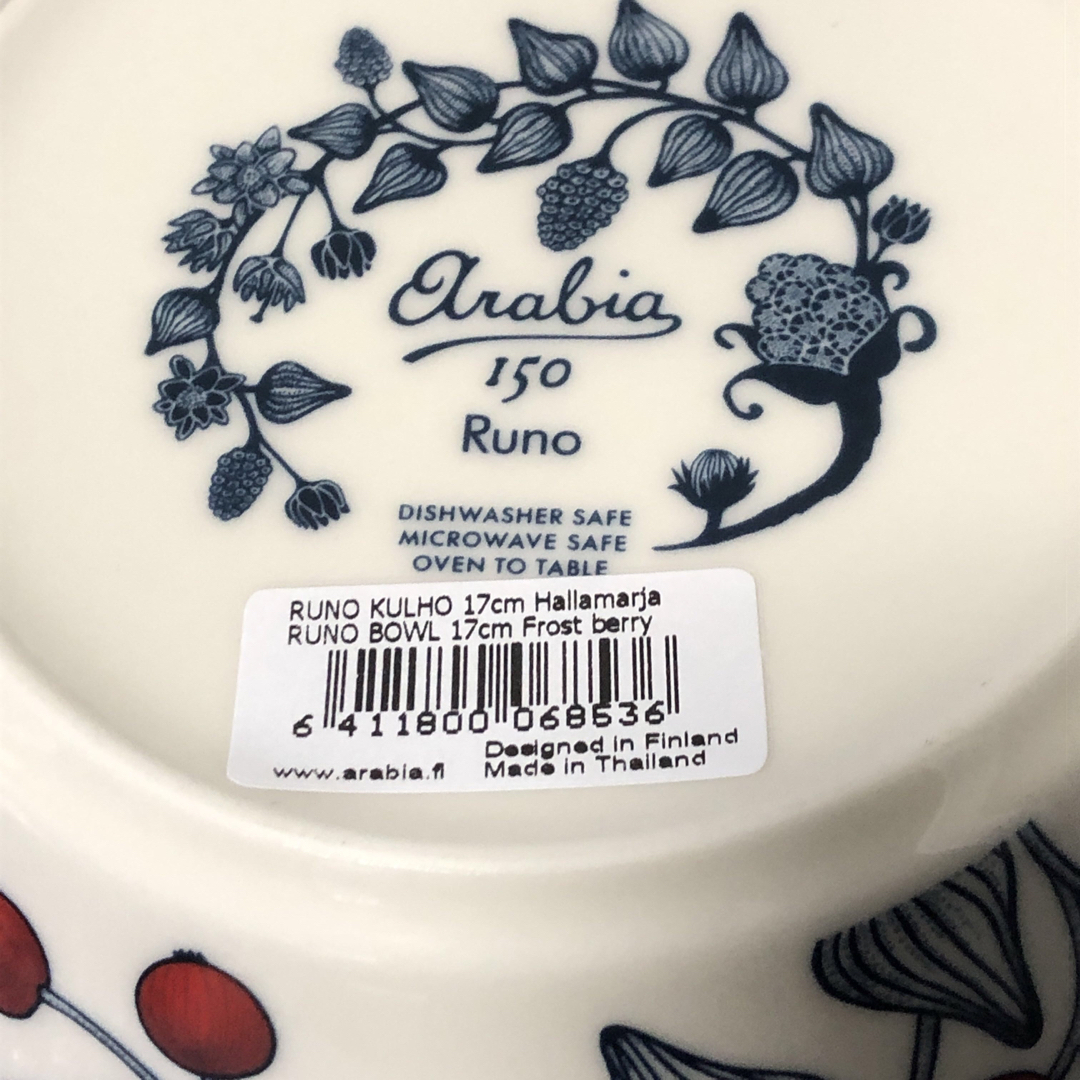 Arabia
150
Runo
DISHWASHER SAFE
MICROWAVE SAFE
OVEN TO TABLE
RUNO KULHO 17cm Hallamarja
RUNO BOWL 17cm Frost berry
6 411800 068536
Designed in Finland
www.arabia.fi Made in Thailand